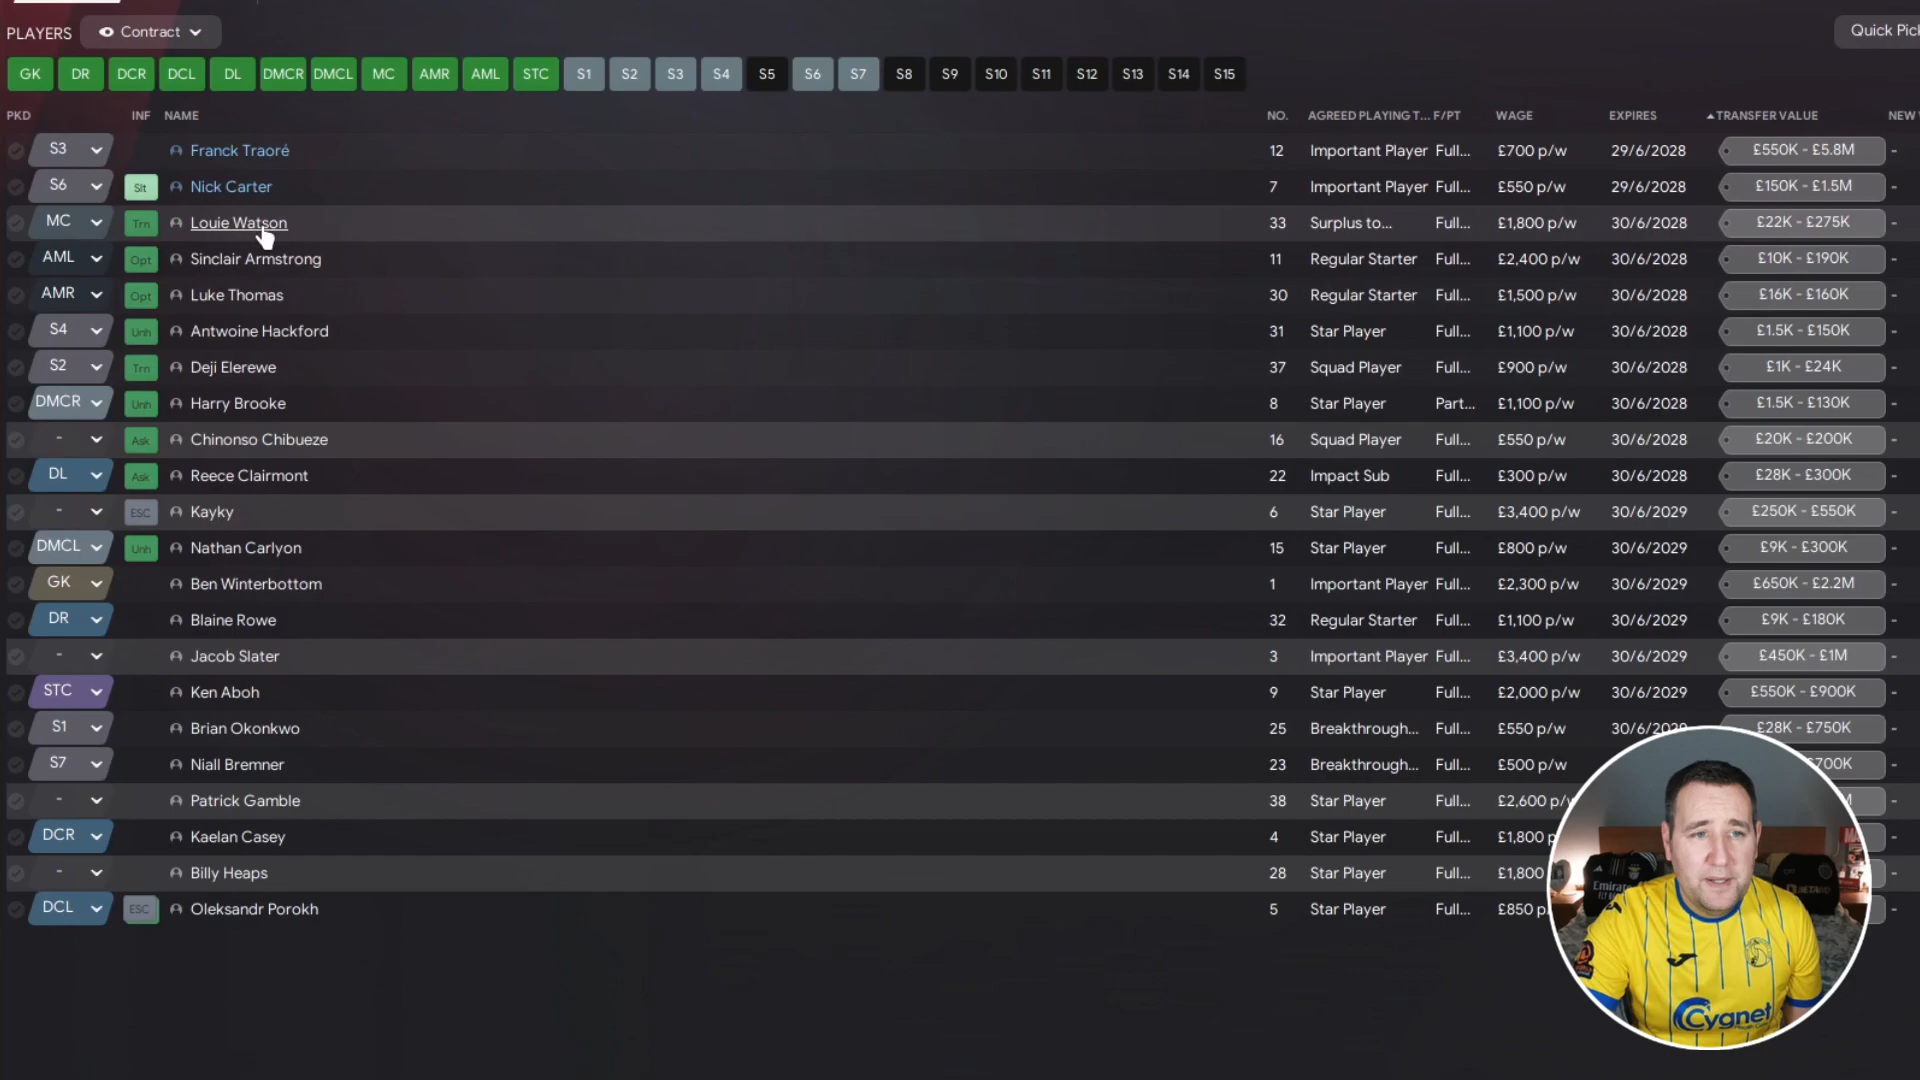 PLAYERS Contract Quick Pick
GK DR DCR DCL DL DMCR DMCL MC AMR AML STC S1 S2 S3 S4 S5 S6 S7 S8 S9 S10 S11 S12 S13 S14 S15
PKD INF NAME NO. AGREED PLAYING T... F/PT WAGE EXPIRES TRANSFER VALUE NEW
S3 Franck Traoré 12 Important Player Full... £700 p/w 29/6/2028 £550K - £5.8M -
S6 Slt Nick Carter 7 Important Player Full... £550 p/w 29/6/2028 £150K - £1.5M -
MC Trn Louie Watson 33 Surplus to... Full... £1,800 p/w 30/6/2028 £22K - £275K -
AML Opt Sinclair Armstrong 11 Regular Starter Full... £2,400 p/w 30/6/2028 £10K - £190K -
AMR Opt Luke Thomas 30 Regular Starter Full... £1,500 p/w 30/6/2028 £16K - £160K -
S4 Unh Antwoine Hackford 31 Star Player Full... £1,100 p/w 30/6/2028 £1.5K - £150K -
S2 Trn Deji Elerewe 37 Squad Player Full... £900 p/w 30/6/2028 £1K - £24K -
DMCR Unh Harry Brooke 8 Star Player Part... £1,100 p/w 30/6/2028 £1.5K - £130K -
- Ask Chinonso Chibueze 16 Squad Player Full... £550 p/w 30/6/2028 £20K - £200K -
DL Ask Reece Clairmont 22 Impact Sub Full... £300 p/w 30/6/2028 £28K - £300K -
- ESC Kayky 6 Star Player Full... £3,400 p/w 30/6/2029 £250K - £550K -
DMCL Unh Nathan Carlyon 15 Star Player Full... £800 p/w 30/6/2029 £9K - £300K -
GK Ben Winterbottom 1 Important Player Full... £2,300 p/w 30/6/2029 £650K - £2.2M -
DR Blaine Rowe 32 Regular Starter Full... £1,100 p/w 30/6/2029 £9K - £180K -
- Jacob Slater 3 Important Player Full... £3,400 p/w 30/6/2029 £450K - £1M -
STC Ken Aboh 9 Star Player Full... £2,000 p/w 30/6/2029 £550K - £900K -
S1 Brian Okonkwo 25 Breakthrough... Full... £550 p/w 30/6/2029 £28K - £750K -
S7 Niall Bremner 23 Breakthrough... Full... £500 p/w 700K -
- Patrick Gamble 38 Star Player Full... £2,600 p/w -
DCR Kaelan Casey 4 Star Player Full... £1,800 p -
- Billy Heaps 28 Star Player Full... £1,800 -
DCL ESC Oleksandr Porokh 5 Star Player Full... £850 p -
Cygnet